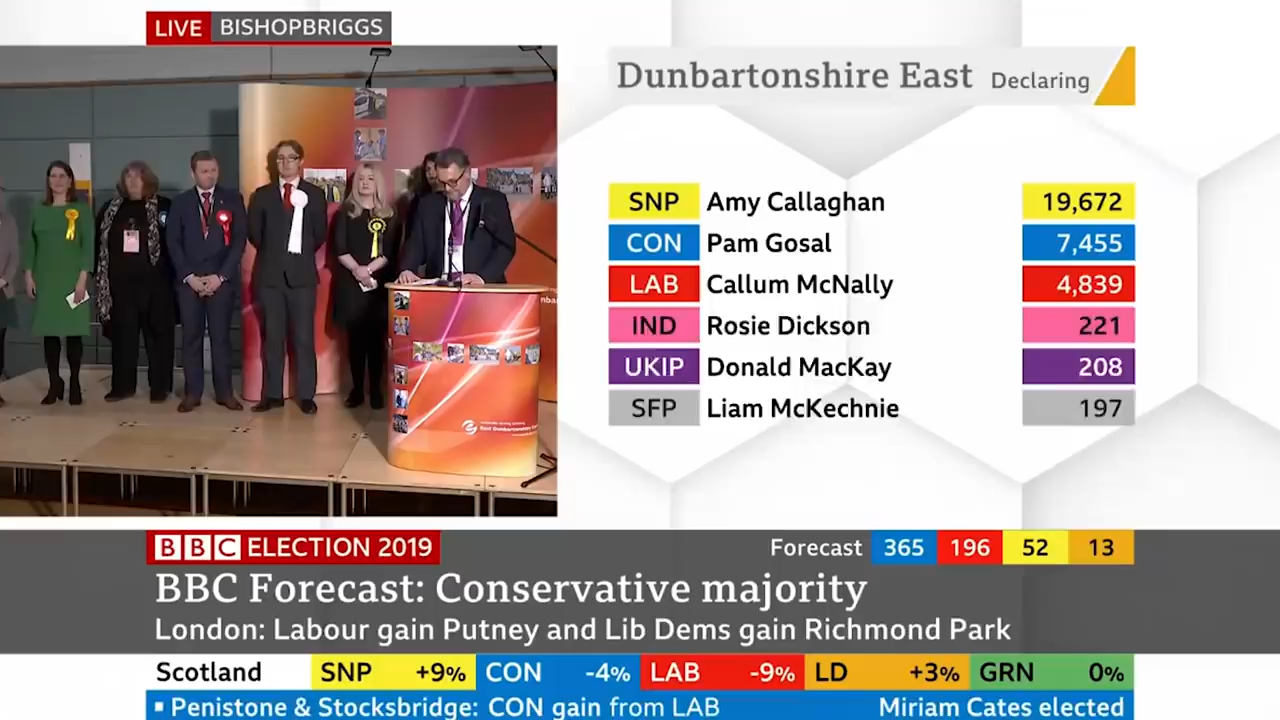 LIVE BISHOPBRIGGS
Dunbartonshire East Declaring
SNP Amy Callaghan 19,672
CON Pam Gosal 7,455
LAB Callum McNally 4,839
IND Rosie Dickson 221
UKIP Donald MacKay 208
SFP Liam McKechnie 197
BBC ELECTION 2019
Forecast 365 196 52 13
BBC Forecast: Conservative majority
London: Labour gain Putney and Lib Dems gain Richmond Park
Scotland SNP +9% CON -4% LAB -9% LD +3% GRN 0%
Penistone & Stocksbridge: CON gain from LAB Miriam Cates elected